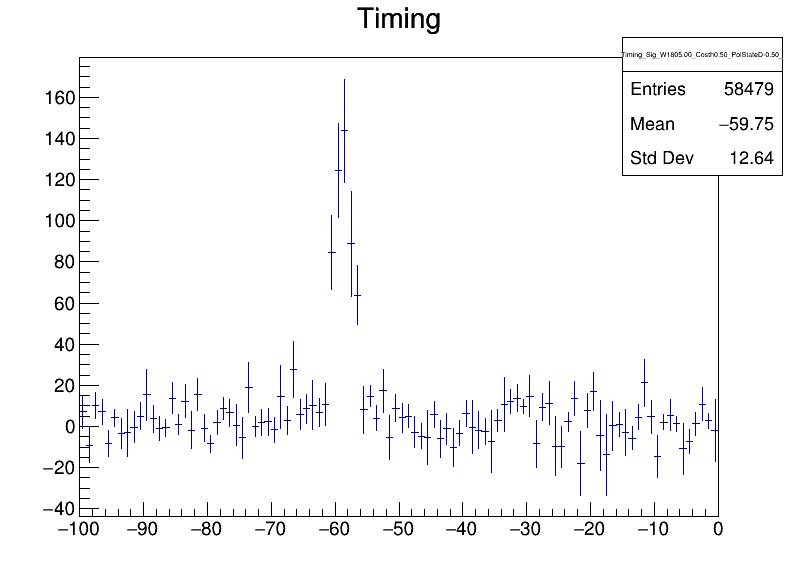 Timing
Timing_Sig_W1805.00_Costh0.50_PolStateD-0.50_
Entries 58479
Mean −59.75
Std Dev 12.64
160
140
120
100
80
60
40
20
0
−20
−40
−100 −90 −80 −70 −60 −50 −40 −30 −20 −10 0